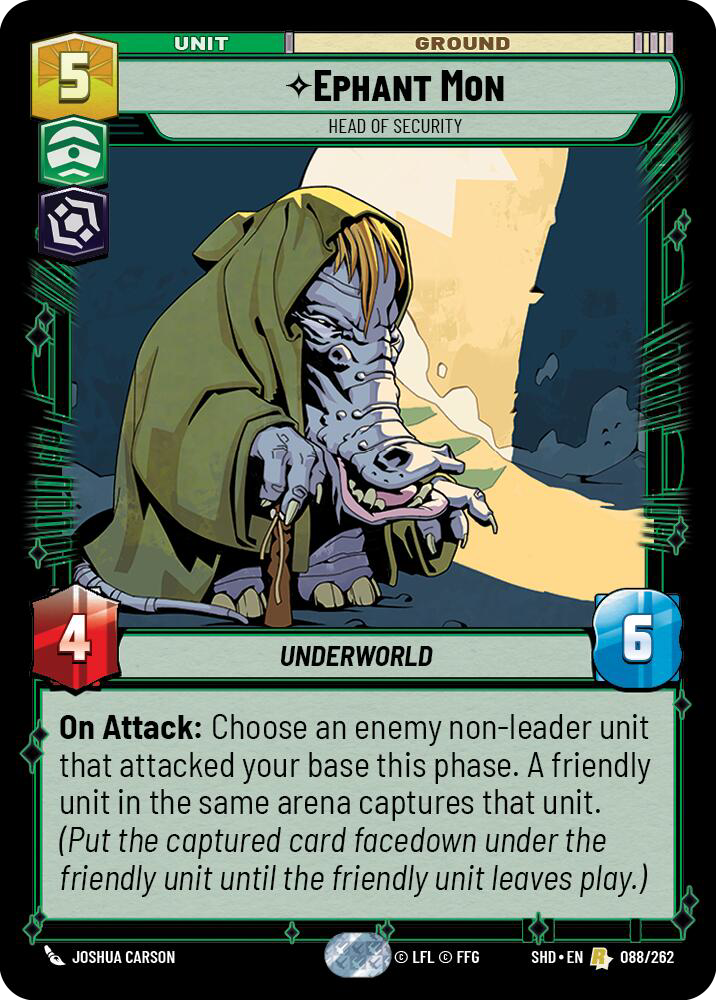 UNIT
GROUND
5
EPHANT MON
HEAD OF SECURITY
4
UNDERWORLD
6
On Attack: Choose an enemy non-leader unit
that attacked your base this phase. A friendly
unit in the same arena captures that unit.
(Put the captured card facedown under the
friendly unit until the friendly unit leaves play.)
JOSHUA CARSON
© LFL © FFG
SHD • EN
R
088/262